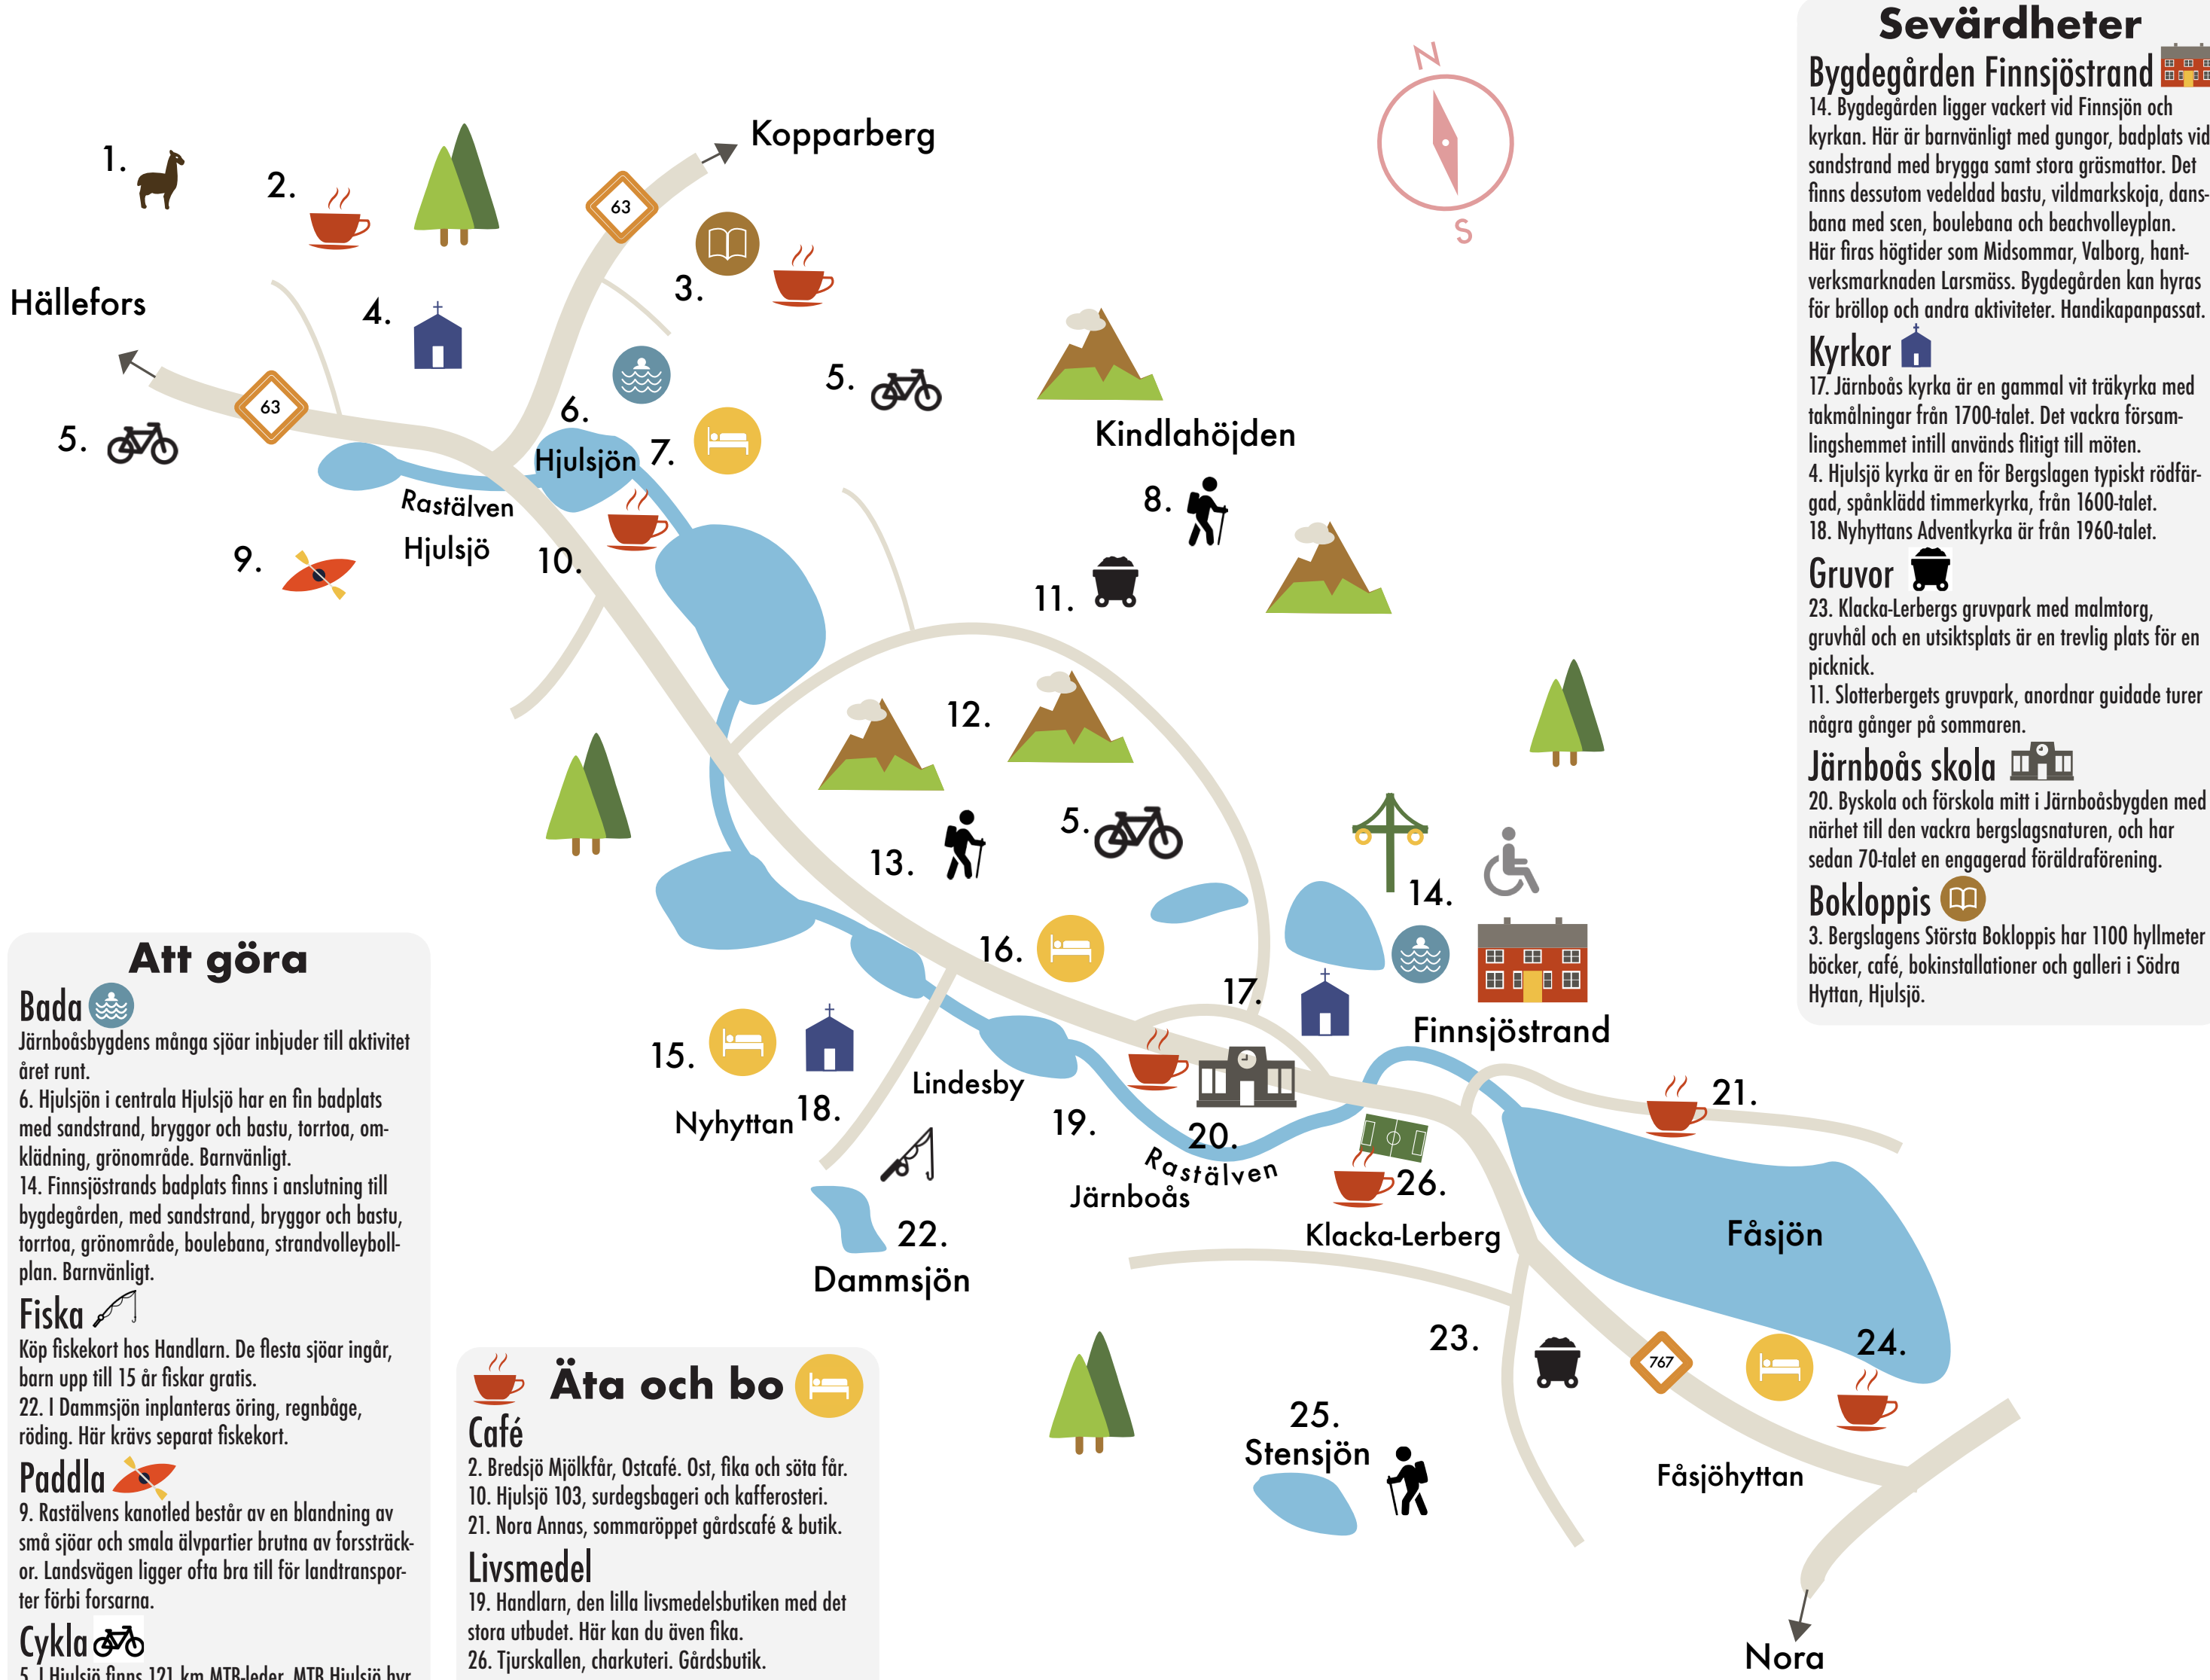 N
S
Kopparberg
63
1.
2.
3.
Hällefors
4.
63
5.
5.
6.
Hjulsjön
7.
Kindlahöjden
8.
Rastälven
Hjulsjö
9.
10.
11.
12.
5.
13.
14.
16.
17.
Finnsjöstrand
15.
Nyhyttan
18.
Lindesby
19.
20.
Rastälven
Järnboås
21.
26.
Klacka-Lerberg
Fåsjön
22.
Dammsjön
23.
767
24.
25.
Stensjön
Fåsjöhyttan
Nora
Sevärdheter
Bygdegården Finnsjöstrand
14. Bygdegården ligger vackert vid Finnsjön och
kyrkan. Här är barnvänligt med gungor, badplats vid
sandstrand med brygga samt stora gräsmattor. Det
finns dessutom vedeldad bastu, vildmarkskoja, dans-
bana med scen, boulebana och beachvolleyplan.
Här firas högtider som Midsommar, Valborg, hant-
verksmarknaden Larsmäss. Bygdegården kan hyras
för bröllop och andra aktiviteter. Handikapanpassat.
Kyrkor
17. Järnboås kyrka är en gammal vit träkyrka med
takmålningar från 1700-talet. Det vackra försam-
lingshemmet intill används flitigt till möten.
4. Hjulsjö kyrka är en för Bergslagen typiskt rödfär-
gad, spånklädd timmerkyrka, från 1600-talet.
18. Nyhyttans Adventkyrka är från 1960-talet.
Gruvor
23. Klacka-Lerbergs gruvpark med malmtorg,
gruvhål och en utsiktsplats är en trevlig plats för en
picknick.
11. Slotterbergets gruvpark, anordnar guidade turer
några gånger på sommaren.
Järnboås skola
20. Byskola och förskola mitt i Järnboåsbygden med
närhet till den vackra bergslagsnaturen, och har
sedan 70-talet en engagerad föräldraförening.
Bokloppis
3. Bergslagens Största Bokloppis har 1100 hyllmeter
böcker, café, bokinstallationer och galleri i Södra
Hyttan, Hjulsjö.
Att göra
Bada
Järnboåsbygdens många sjöar inbjuder till aktivitet
året runt.
6. Hjulsjön i centrala Hjulsjö har en fin badplats
med sandstrand, bryggor och bastu, torrtoa, om-
klädning, grönområde. Barnvänligt.
14. Finnsjöstrands badplats finns i anslutning till
bygdegården, med sandstrand, bryggor och bastu,
torrtoa, grönområde, boulebana, strandvolleyboll-
plan. Barnvänligt.
Fiska
Köp fiskekort hos Handlarn. De flesta sjöar ingår,
barn upp till 15 år fiskar gratis.
22. I Dammsjön inplanteras öring, regnbåge,
röding. Här krävs separat fiskekort.
Paddla
9. Rastälvens kanotled består av en blandning av
små sjöar och smala älvpartier brutna av forssträck-
or. Landsvägen ligger ofta bra till för landtranspor-
ter förbi forsarna.
Cykla
5. I Hjulsjö finns 121 km MTB-leder. MTB Hjulsjö hyr
Äta och bo
Café
2. Bredsjö Mjölkfår, Ostcafé. Ost, fika och söta får.
10. Hjulsjö 103, surdegsbageri och kafferosteri.
21. Nora Annas, sommaröppet gårdscafé & butik.
Livsmedel
19. Handlarn, den lilla livsmedelsbutiken med det
stora utbudet. Här kan du även fika.
26. Tjurskallen, charkuteri. Gårdsbutik.